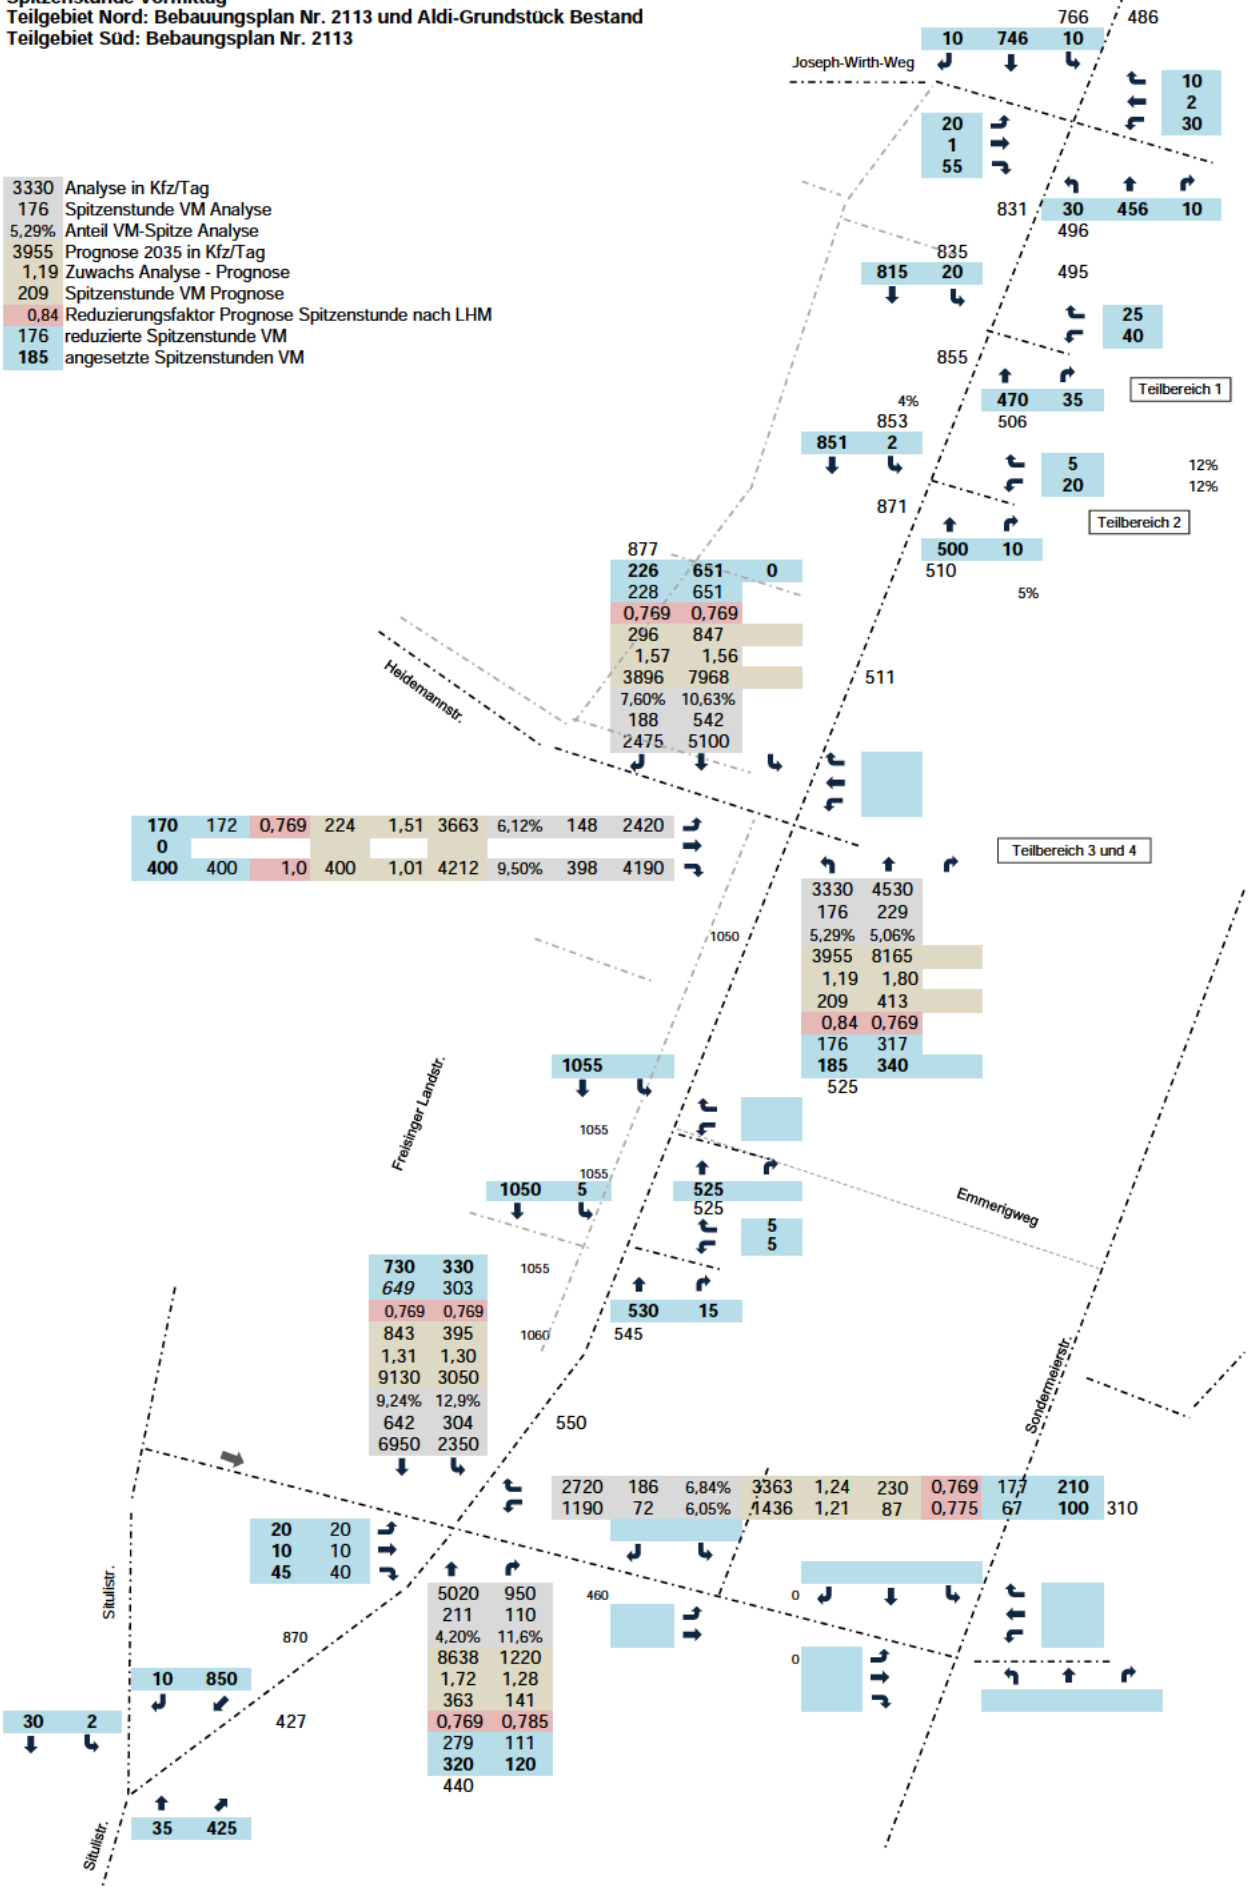 Spitzenstunde Vormittag
Teilgebiet Nord: Bebauungsplan Nr. 2113 und Aldi-Grundstück Bestand
Teilgebiet Süd: Bebaungsplan Nr. 2113
766 486
10 746 10
Joseph-Wirth-Weg
10
2
30
20
1
55
831 30 456 10
496
3330 Analyse in Kfz/Tag
176 Spitzenstunde VM Analyse
5,29% Anteil VM-Spitze Analyse
3955 Prognose 2035 in Kfz/Tag
1,19 Zuwachs Analyse - Prognose
209 Spitzenstunde VM Prognose
0,84 Reduzierungsfaktor Prognose Spitzenstunde nach LHM
176 reduzierte Spitzenstunde VM
185 angesetzte Spitzenstunden VM
835
815 20 495
25
40
855
Teilbereich 1
470 35
506
4%
853
851 2
5 12%
20 12%
871
Teilbereich 2
500 10
510
5%
877
226 651 0
228 651
0,769 0,769
296 847
1,57 1,56
3896 7968
7,60% 10,63%
188 542
2475 5100
511
Heidemannstr.
170 172 0,769 224 1,51 3663 6,12% 148 2420
0
400 400 1,0 400 1,01 4212 9,50% 398 4190
Teilbereich 3 und 4
3330 4530
176 229
5,29% 5,06%
3955 8165
1,19 1,80
209 413
0,84 0,769
176 317
185 340
525
1050
Freisinger Landstr.
1055
1055
1055
1050 5
525
525
5
5
Emmerigweg
730 330
649 303
0,769 0,769
843 395
1,31 1,30
9130 3050
9,24% 12,9%
642 304
6950 2350
1055
1060
530 15
545
550
Sondermeierstr.
2720 186 6,84% 3363 1,24 230 0,769 177 210
1190 72 6,05% 1436 1,21 87 0,775 67 100 310
20 20
10 10
45 40
5020 950
211 110
4,20% 11,6%
8638 1220
1,72 1,28
363 141
0,769 0,785
279 111
320 120
440
460
0
0
Situlistr.
870
10 850
30 2
427
35 425
Situlistr.